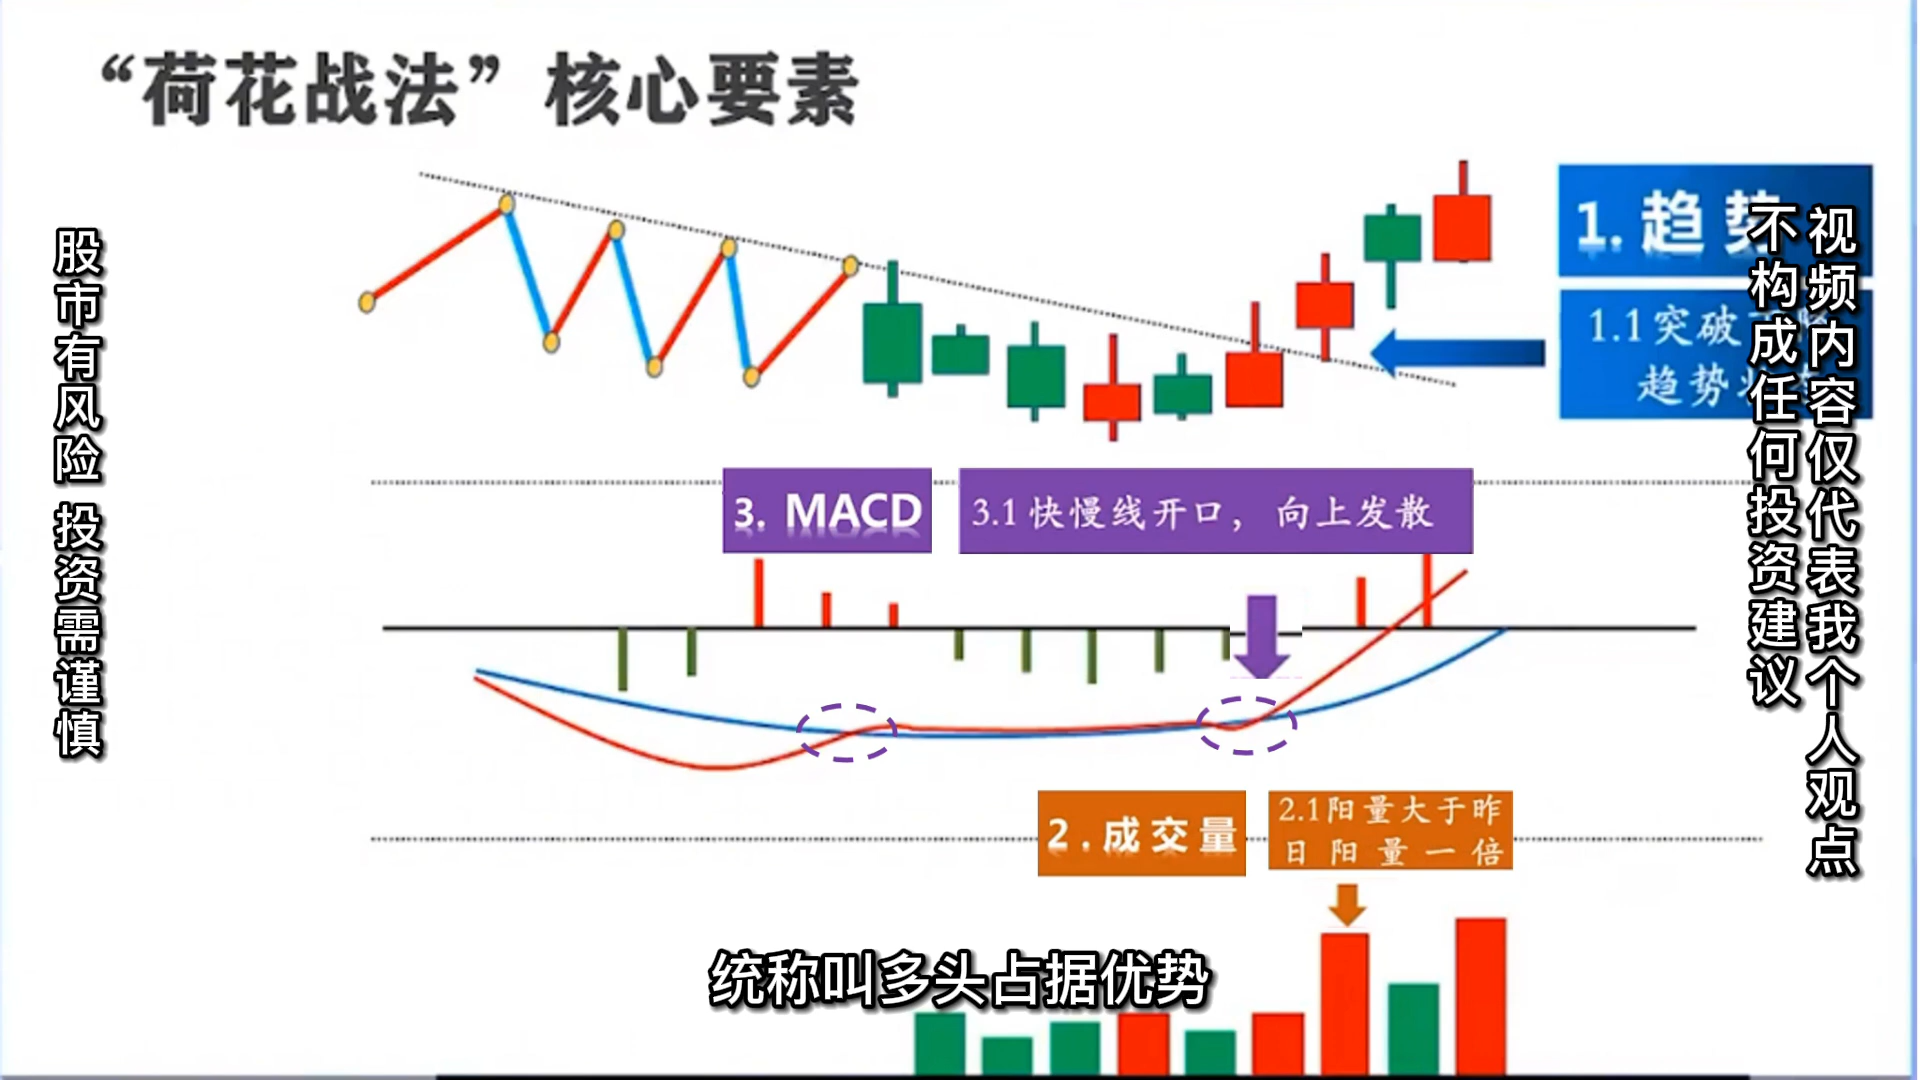 “荷花战法”核心要素
股市有风险 投资需谨慎
1. 趋势
1.1突破
趋势
视频内容仅代表我个人观点
不构成任何投资建议
3. MACD
3.1快慢线开口，向上发散
2.成交量
2.1阳量大于昨
日阳量一倍
统称叫多头占据优势